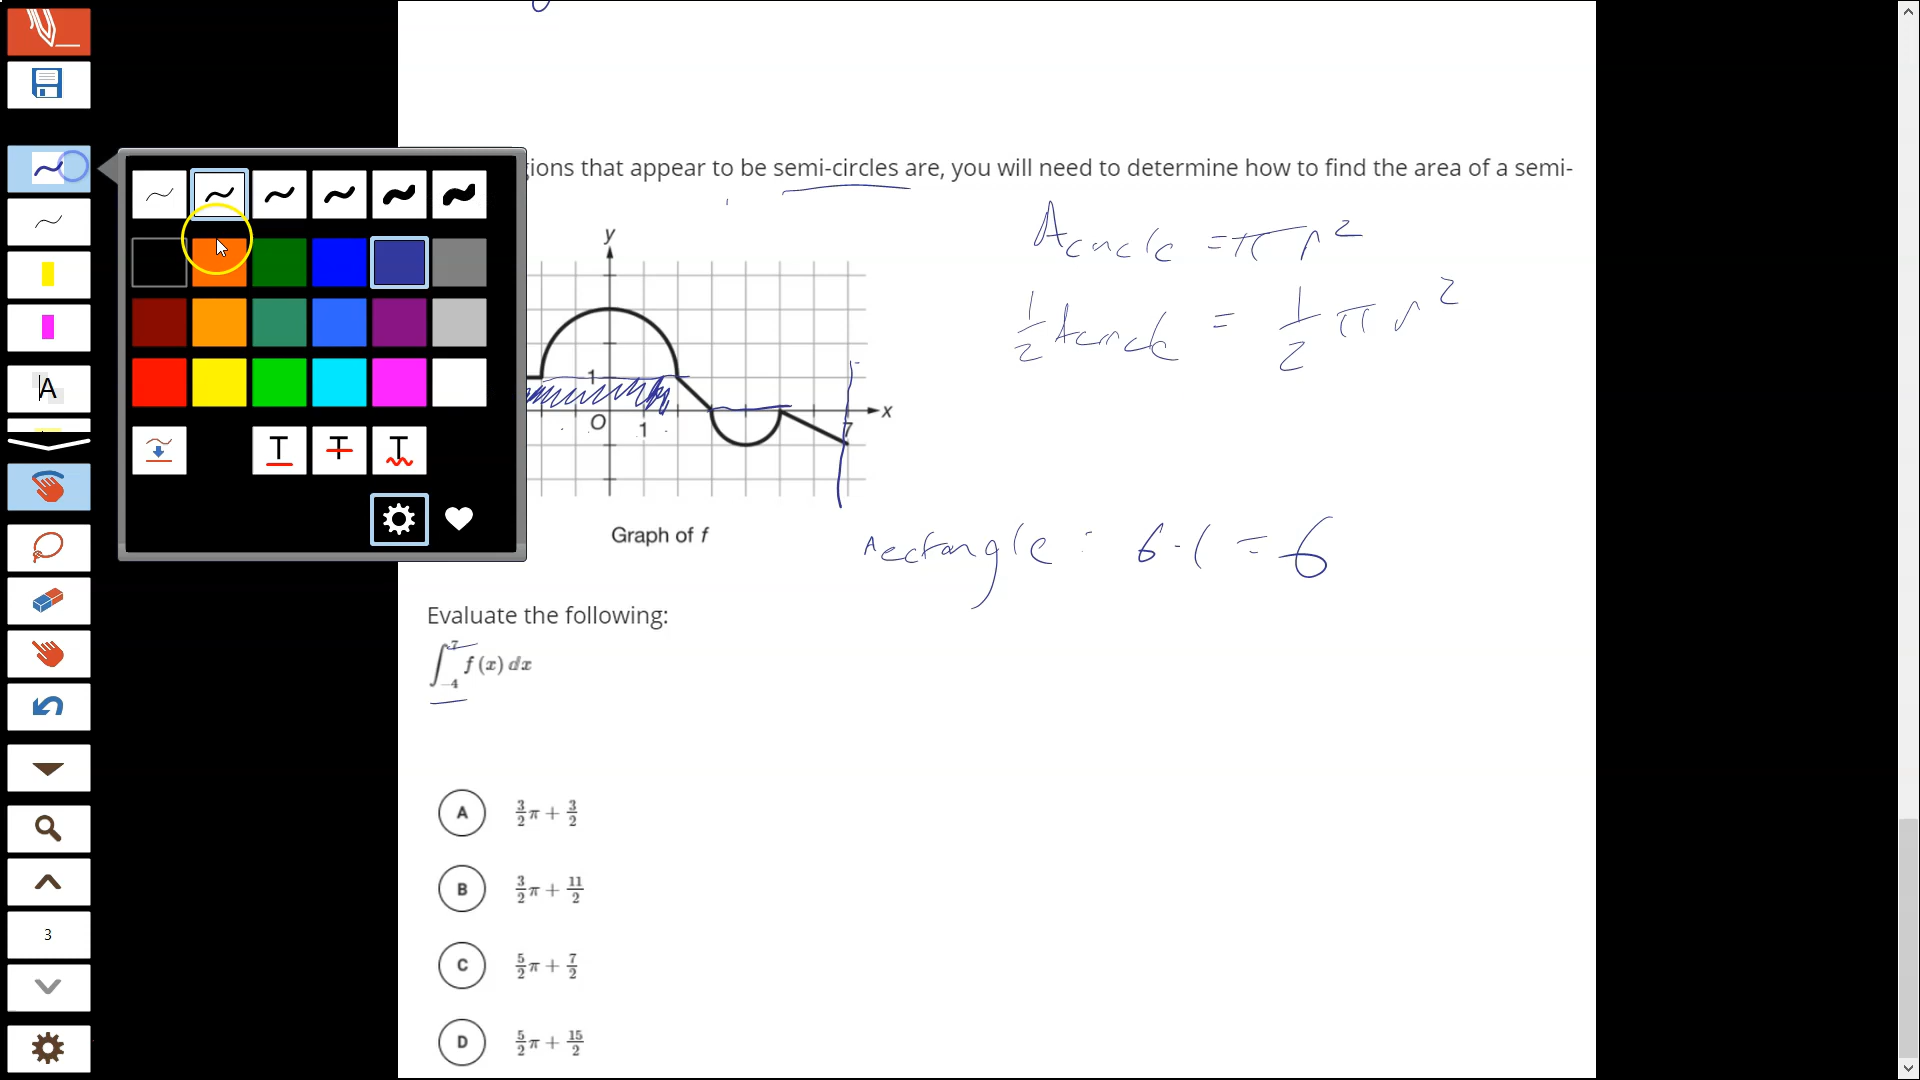 gions that appear to be semi-circles are, you will need to determine how to find the area of a semi-
y
A circle = π r²
1/2 A circle = 1/2 π r²
1
O
1
7
x
Graph of f
rectangle : 6 · 1 = 6
Evaluate the following:
∫₋₄⁷ f (x) dx
A 3/2 π + 3/2
B 3/2 π + 11/2
C 5/2 π + 7/2
D 5/2 π + 15/2
A
T T T
3